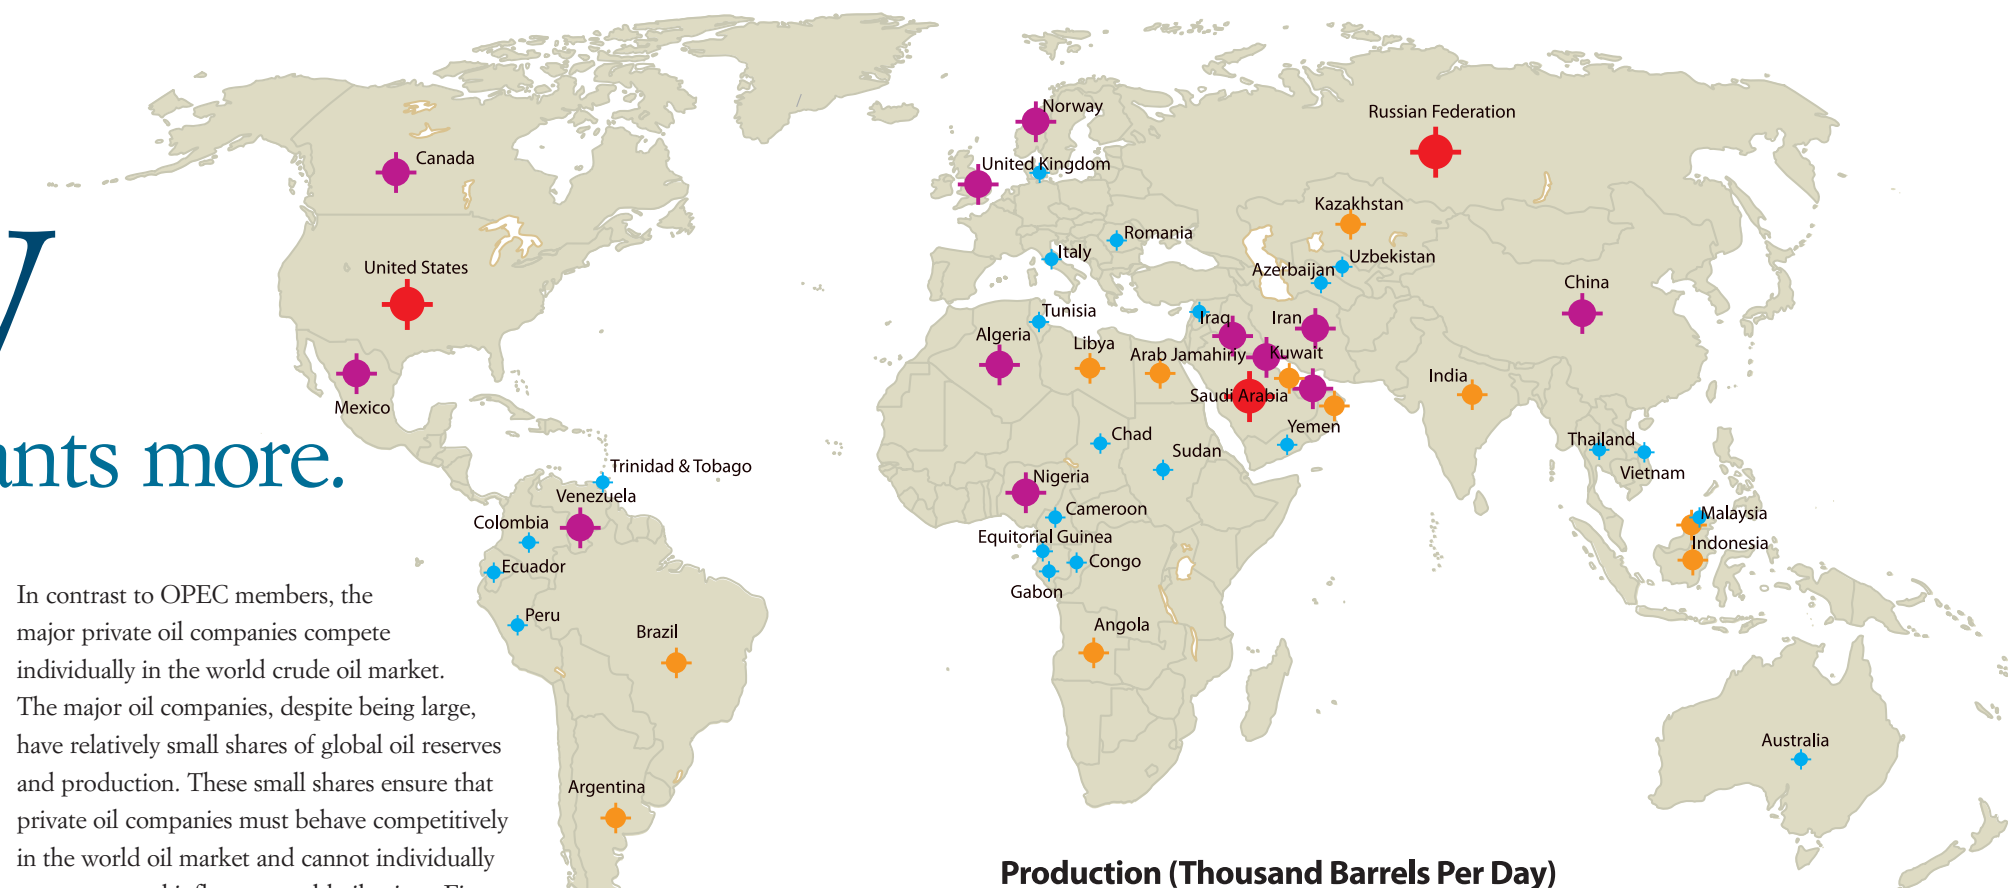 Norway
Russian Federation
Canada
United Kingdom
Kazakhstan
Romania
Italy
Uzbekistan
Azerbaijan
United States
China
Tunisia
Iraq
Iran
Algeria
Libya
Arab Jamahiriy
Kuwait
India
Saudi Arabia
Mexico
Yemen
Chad
Sudan
Thailand
Vietnam
ants more.
Trinidad & Tobago
Venezuela
Nigeria
Colombia
Cameroon
Malaysia
Equitorial Guinea
Indonesia
Ecuador
Congo
Gabon
Peru
Brazil
Angola
Australia
Argentina
In contrast to OPEC members, the
major private oil companies compete
individually in the world crude oil market.
The major oil companies, despite being large,
have relatively small shares of global oil reserves
and production. These small shares ensure that
private oil companies must behave competitively
in the world oil market and cannot individually
Production (Thousand Barrels Per Day)